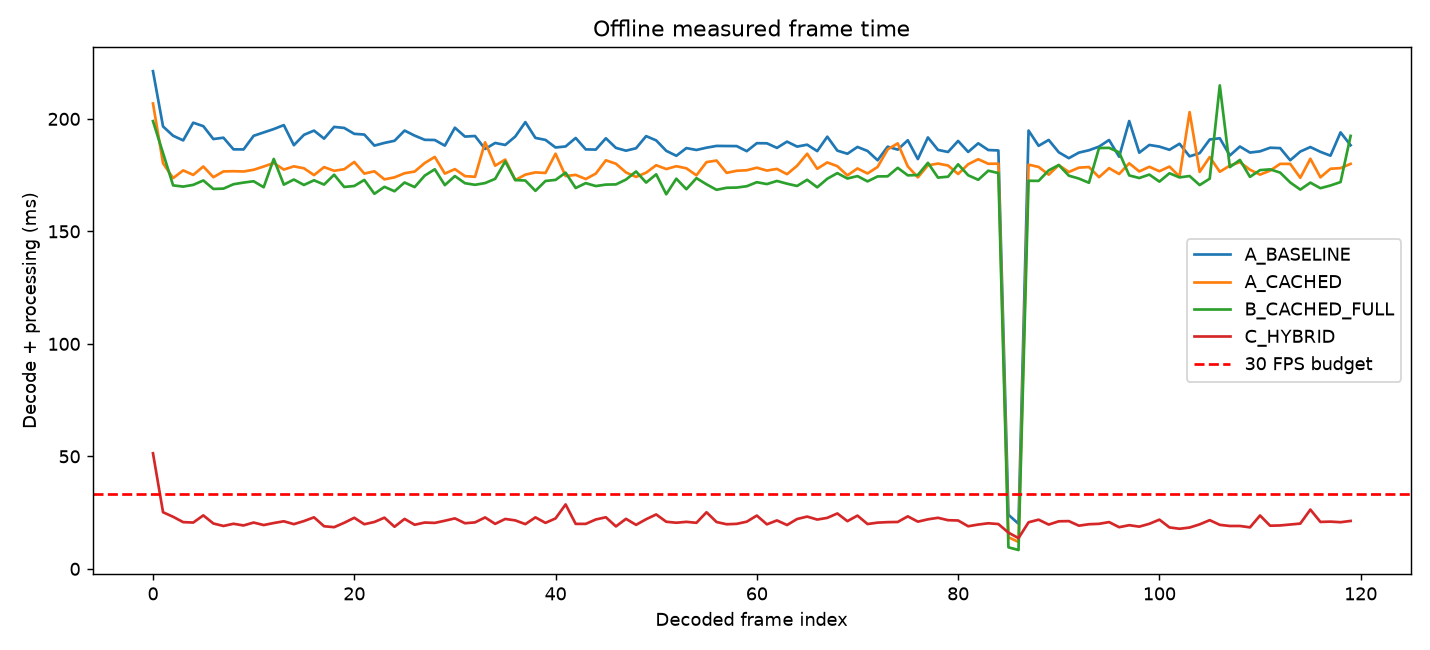 Offline measured frame time
Decode + processing (ms)
200
150
100
50
0
A_BASELINE
A_CACHED
B_CACHED_FULL
C_HYBRID
30 FPS budget
0 20 40 60 80 100 120
Decoded frame index